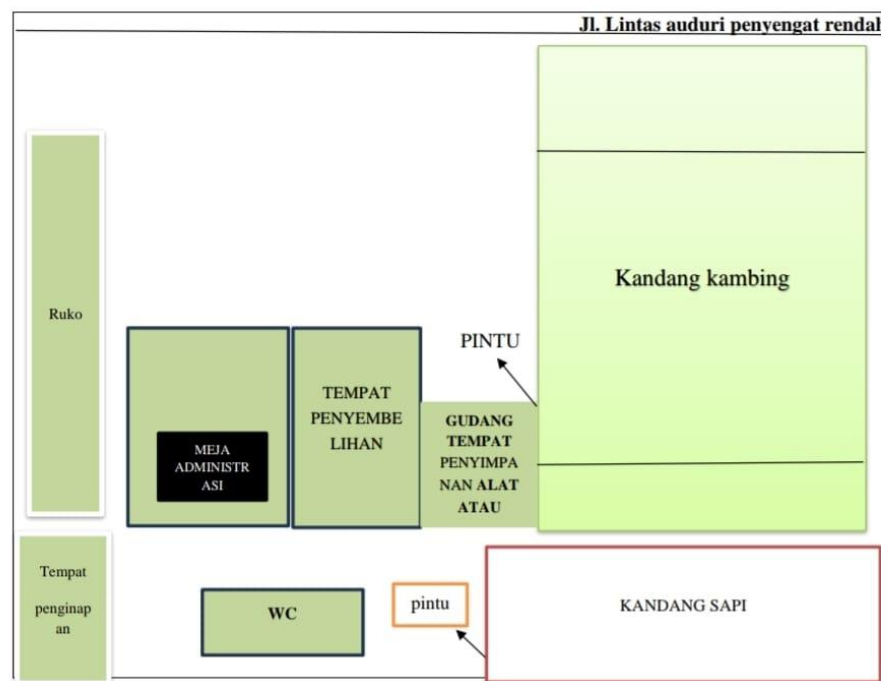 Jl. Lintas auduri penyengat rendah
Kandang kambing
Ruko
PINTU
TEMPAT
PENYEMBE
LIHAN
GUDANG
TEMPAT
PENYIMPA
NAN ALAT
ATAU
MEJA
ADMINISTR
ASI
Tempat
penginap
an
WC
pintu
KANDANG SAPI